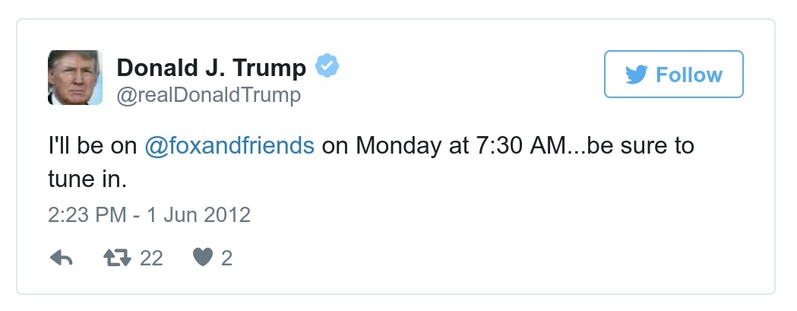 Donald J. Trump
@realDonaldTrump
Follow
I'll be on @foxandfriends on Monday at 7:30 AM...be sure to
tune in.
2:23 PM - 1 Jun 2012
22 2